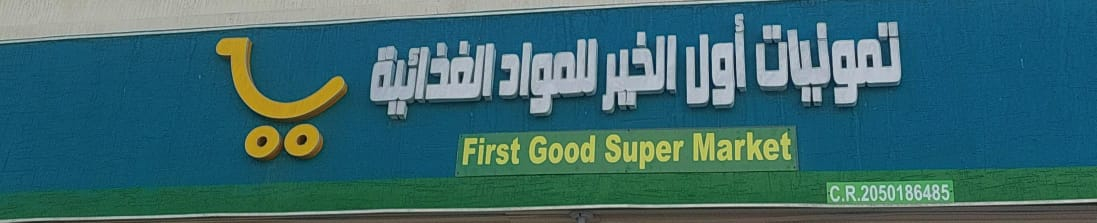 تموينات أول الخير للمواد الغذائية
First Good Super Market
C.R.2050186485